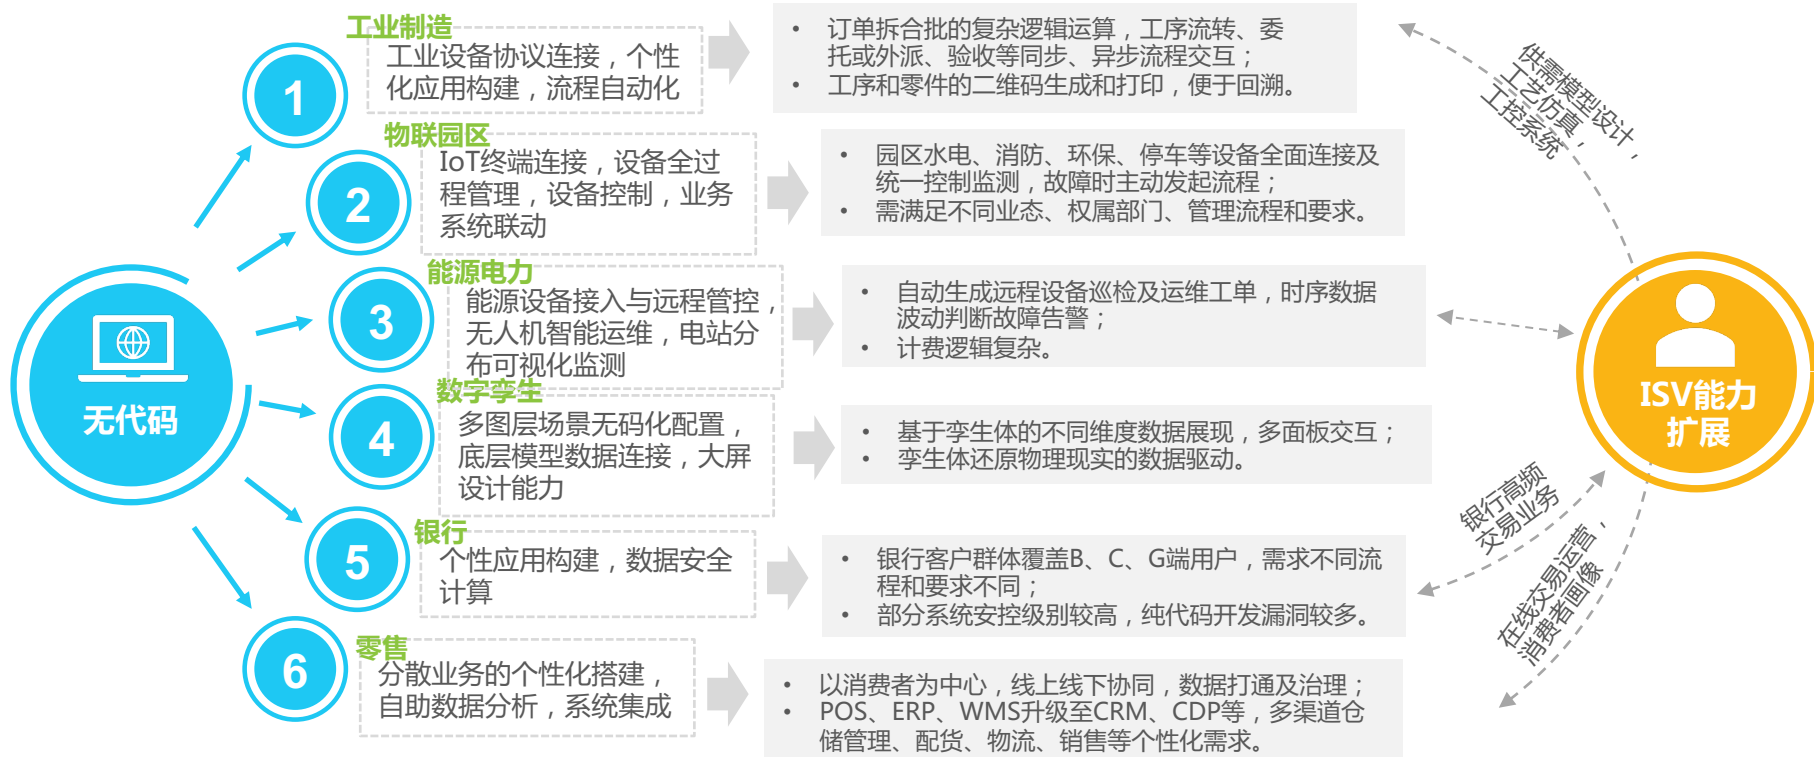 无代码
1
工业制造
工业设备协议连接，个性
化应用构建，流程自动化
• 订单拆合批的复杂逻辑运算，工序流转、委
托或外派、验收等同步、异步流程交互；
• 工序和零件的二维码生成和打印，便于回溯。
2
物联园区
IoT终端连接，设备全过
程管理，设备控制，业务
系统联动
• 园区水电、消防、环保、停车等设备全面连接及
统一控制监测，故障时主动发起流程；
• 需满足不同业态、权属部门、管理流程和要求。
3
能源电力
能源设备接入与远程管控，
无人机智能运维，电站分
布可视化监测
• 自动生成远程设备巡检及运维工单，时序数据
波动判断故障告警；
• 计费逻辑复杂。
4
数字孪生
多图层场景无码化配置，
底层模型数据连接，大屏
设计能力
• 基于孪生体的不同维度数据展现，多面板交互；
• 孪生体还原物理现实的数据驱动。
5
银行
个性应用构建，数据安全
计算
• 银行客户群体覆盖B、C、G端用户，需求不同流
程和要求不同；
• 部分系统安控级别较高，纯代码开发漏洞较多。
6
零售
分散业务的个性化搭建，
自助数据分析，系统集成
• 以消费者为中心，线上线下协同，数据打通及治理；
• POS、ERP、WMS升级至CRM、CDP等，多渠道仓
储管理、配货、物流、销售等个性化需求。
供需模型设计，
工艺仿真，
工控系统
ISV能力
扩展
银行高频
交易业务
在线交易运营，
消费者画像